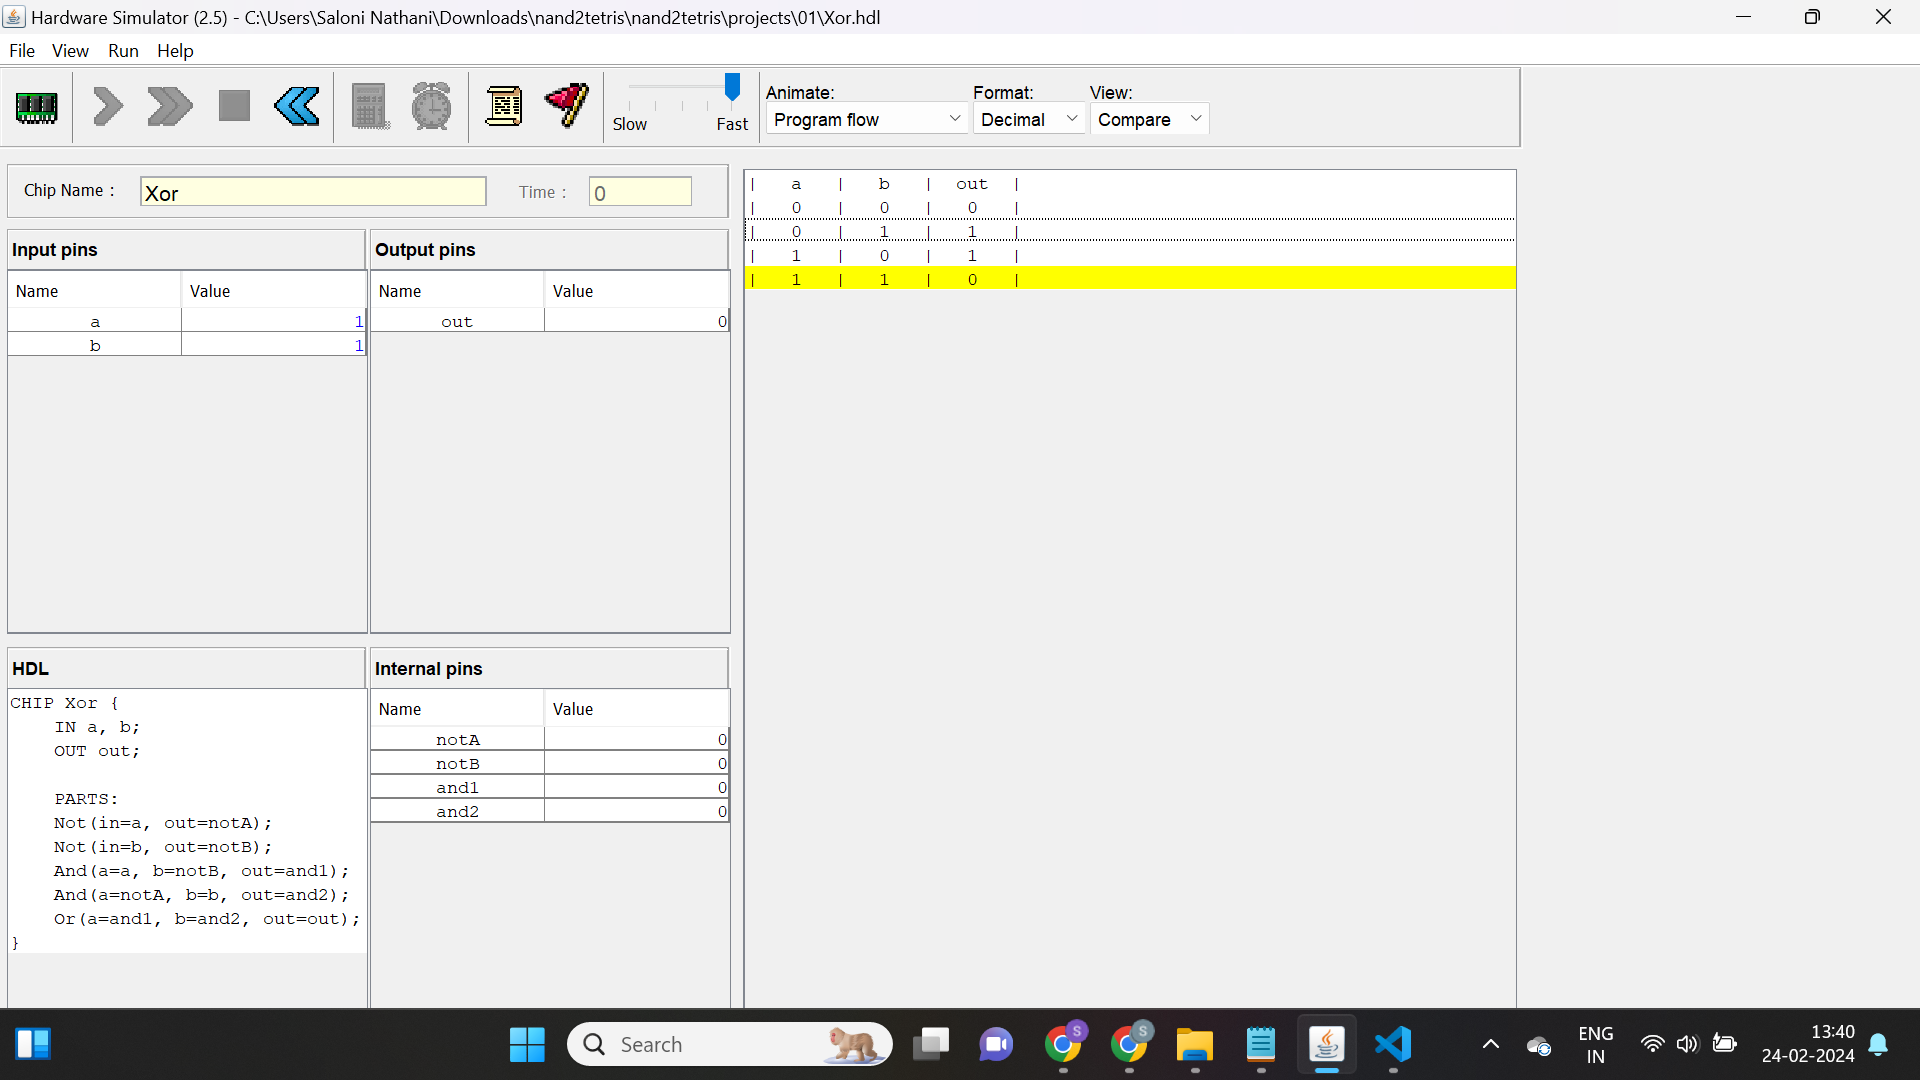 Hardware Simulator (2.5) - C:\Users\Saloni Nathani\Downloads\nand2tetris\nand2tetris\projects\01\Xor.hdl
File View Run Help
Slow Fast
Animate: Format: View:
Program flow Decimal Compare
Chip Name : Xor Time : 0
Input pins
Name Value
a 1
b 1
Output pins
Name Value
out 0
| a | b | out |
| 0 | 0 | 0 |
| 0 | 1 | 1 |
| 1 | 0 | 1 |
| 1 | 1 | 0 |
HDL
CHIP Xor {
IN a, b;
OUT out;
PARTS:
Not(in=a, out=notA);
Not(in=b, out=notB);
And(a=a, b=notB, out=and1);
And(a=notA, b=b, out=and2);
Or(a=and1, b=and2, out=out);
}
Internal pins
Name Value
notA 0
notB 0
and1 0
and2 0
Search
S
S
ENG
IN
13:40
24-02-2024